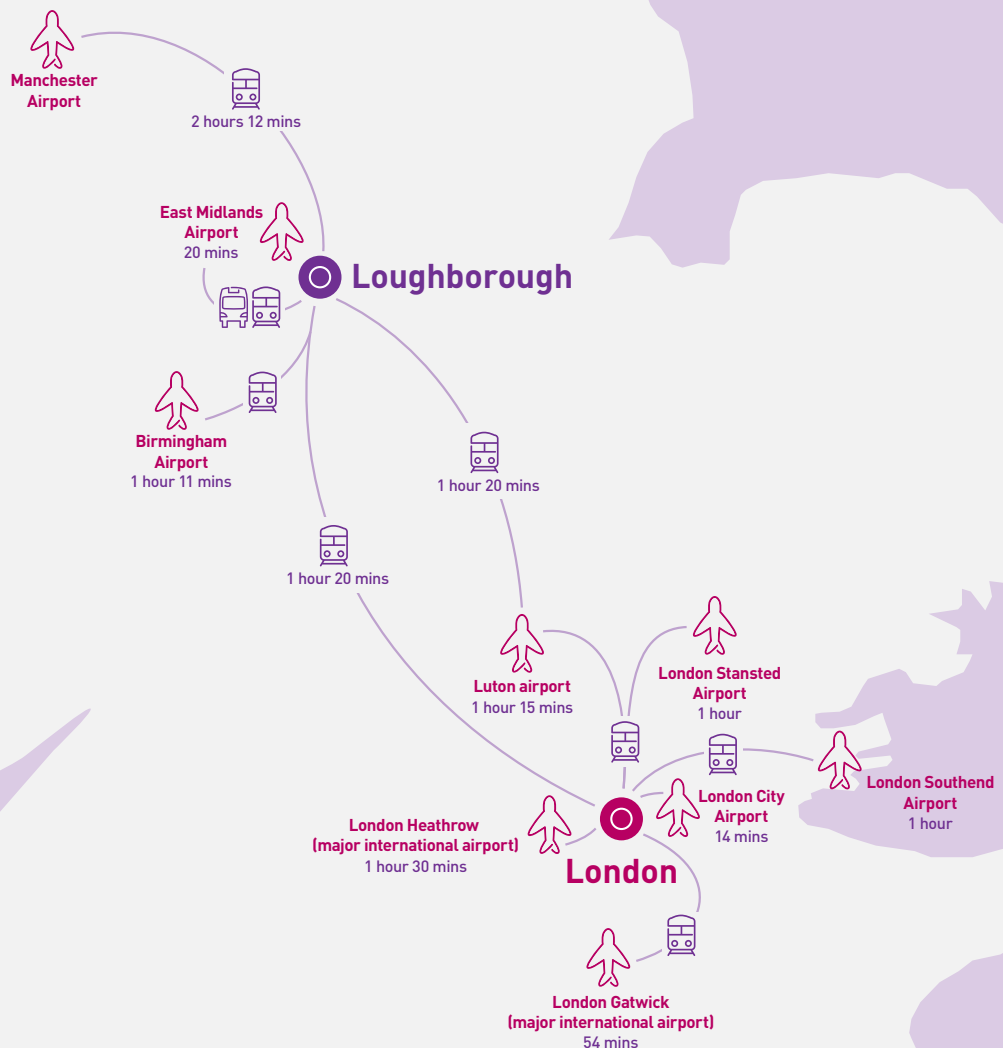 Manchester
Airport
2 hours 12 mins
East Midlands
Airport
20 mins
Loughborough
Birmingham
Airport
1 hour 11 mins
1 hour 20 mins
1 hour 20 mins
Luton airport
1 hour 15 mins
London Stansted
Airport
1 hour
London Southend
Airport
1 hour
London City
Airport
14 mins
London Heathrow
(major international airport)
1 hour 30 mins
London
London Gatwick
(major international airport)
54 mins